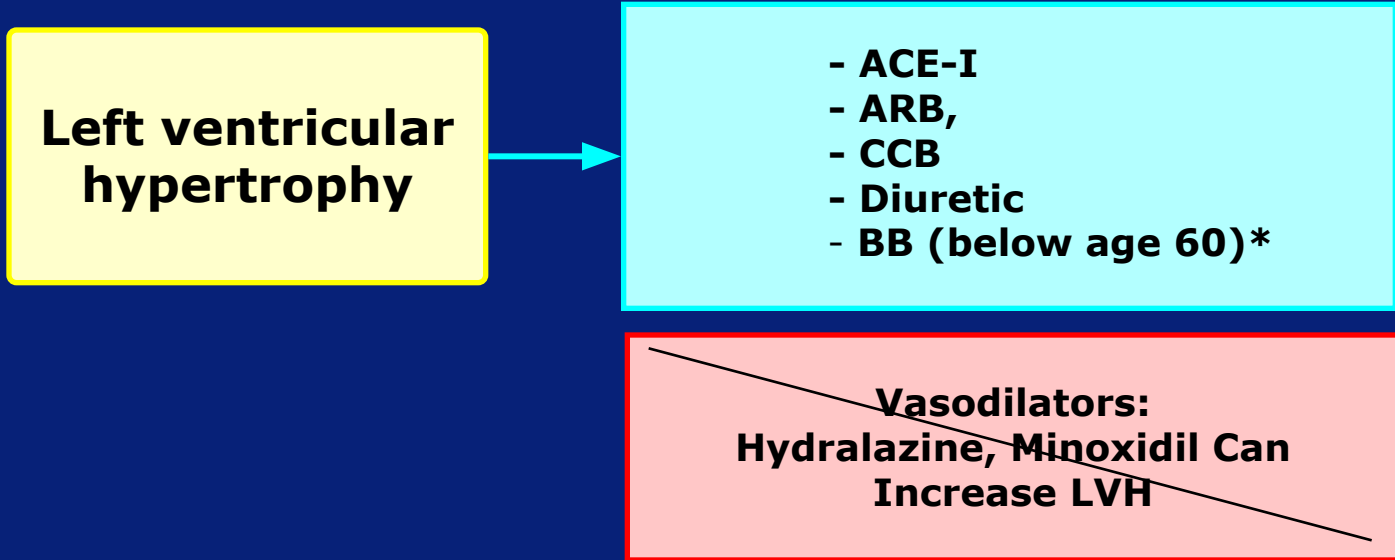 Left ventricular
hypertrophy
- ACE-I
- ARB,
- CCB
- Diuretic
- BB (below age 60)*
Vasodilators:
Hydralazine, Minoxidil Can
Increase LVH